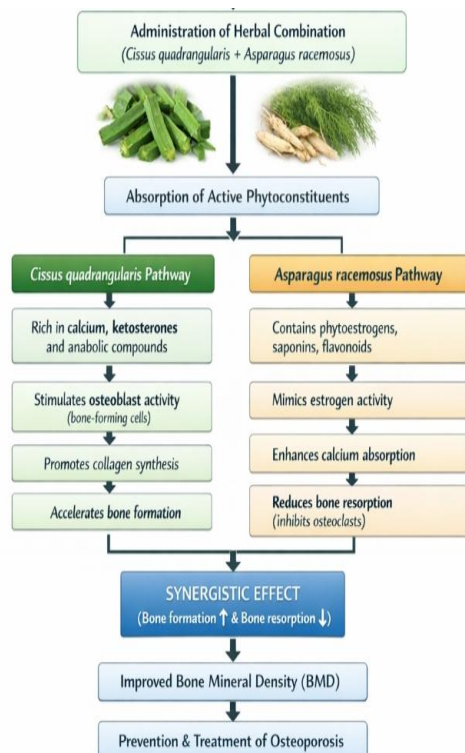 Administration of Herbal Combination
(Cissus quadrangularis + Asparagus racemosus)
Absorption of Active Phytoconstituents
Cissus quadrangularis Pathway
Rich in calcium, ketosterones
and anabolic compounds
Stimulates osteoblast activity
(bone-forming cells)
Promotes collagen synthesis
Accelerates bone formation
Asparagus racemosus Pathway
Contains phytoestrogens,
saponins, flavonoids
Mimics estrogen activity
Enhances calcium absorption
Reduces bone resorption
(inhibits osteoclasts)
SYNERGISTIC EFFECT
(Bone formation ↑ & Bone resorption ↓)
Improved Bone Mineral Density (BMD)
Prevention & Treatment of Osteoporosis